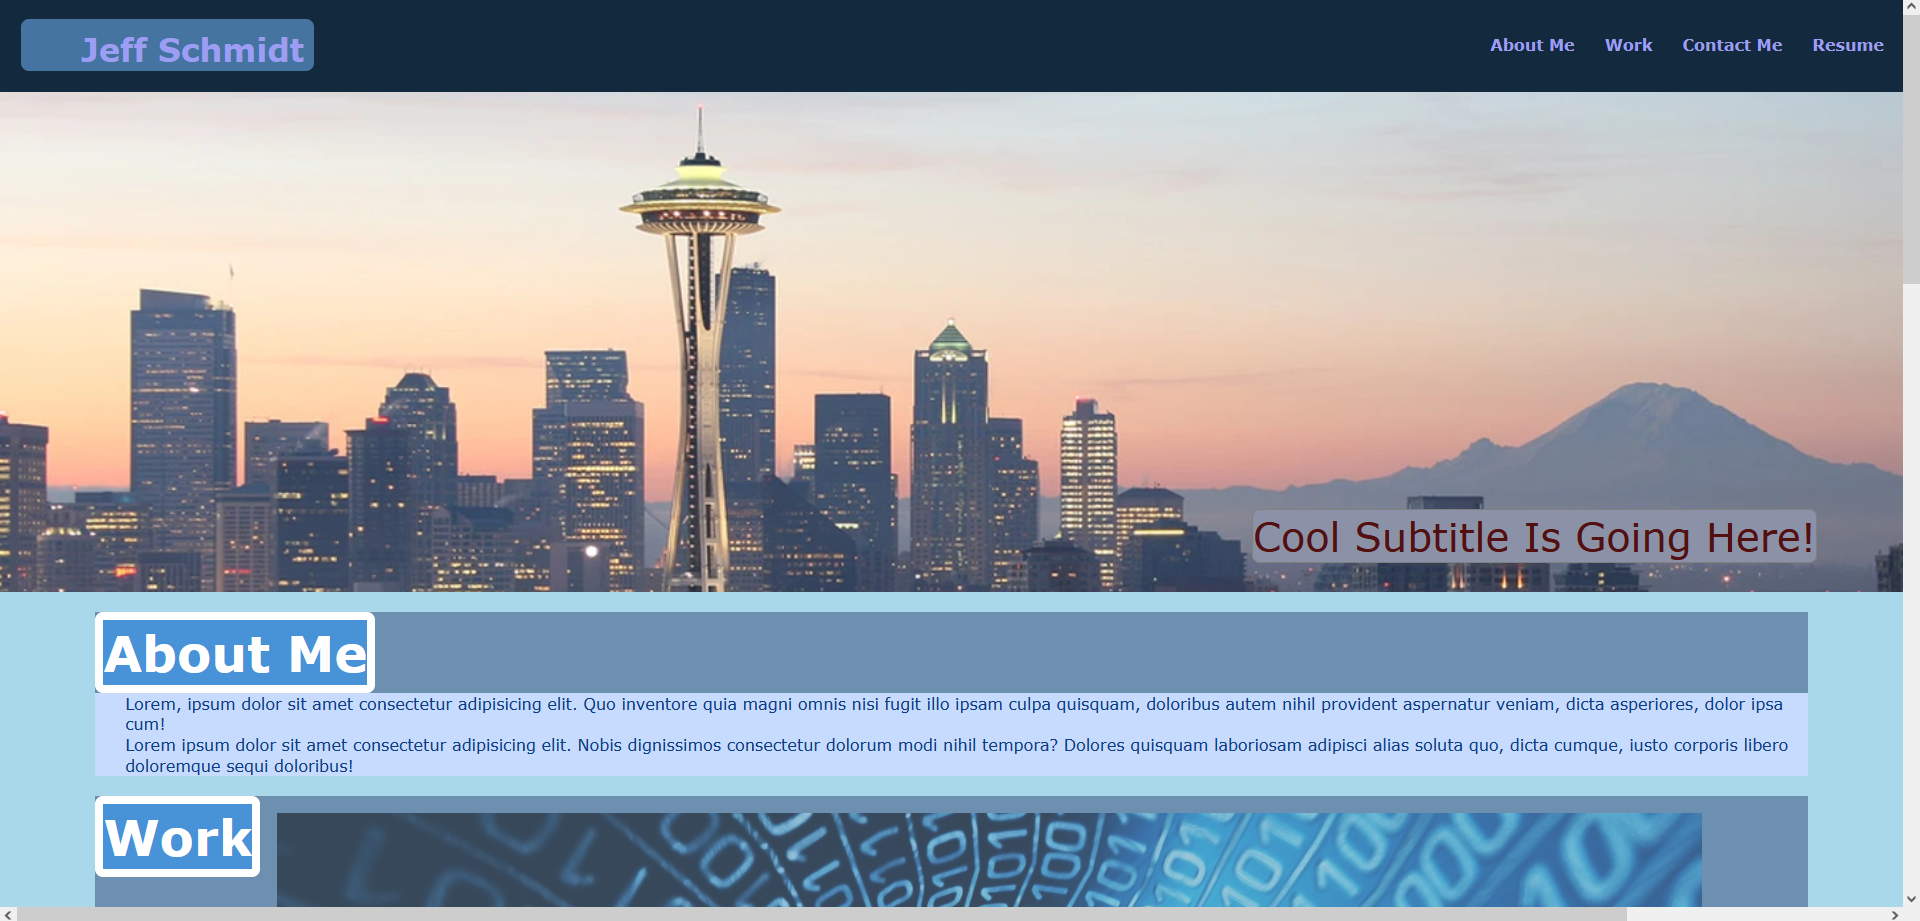 Jeff Schmidt
About Me Work Contact Me Resume
Cool Subtitle Is Going Here!
About Me
Lorem, ipsum dolor sit amet consectetur adipisicing elit. Quo inventore quia magni omnis nisi fugit illo ipsam culpa quisquam, doloribus autem nihil provident aspernatur veniam, dicta asperiores, dolor ipsa
cum!
Lorem ipsum dolor sit amet consectetur adipisicing elit. Nobis dignissimos consectetur dolorum modi nihil tempora? Dolores quisquam laboriosam adipisci alias soluta quo, dicta cumque, iusto corporis libero
doloremque sequi doloribus!
Work